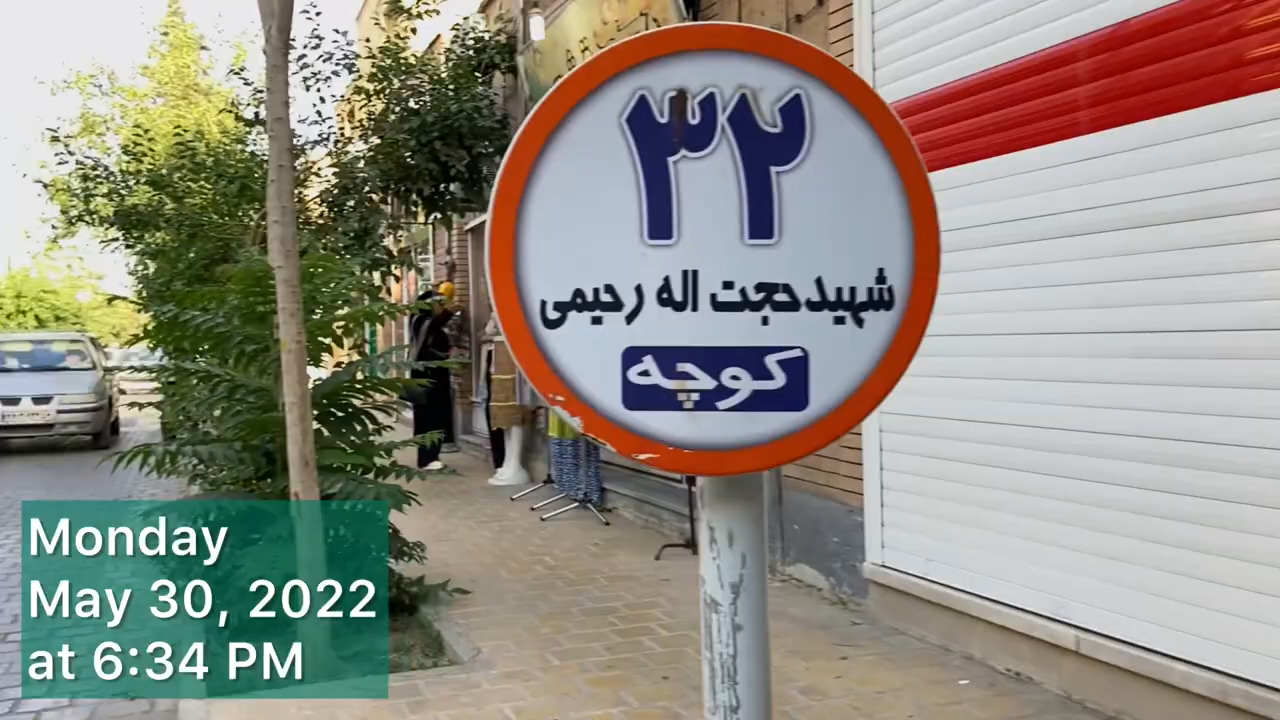 ۳۲
شهید حجت اله رحیمی
کوچه
Monday
May 30, 2022
at 6:34 PM